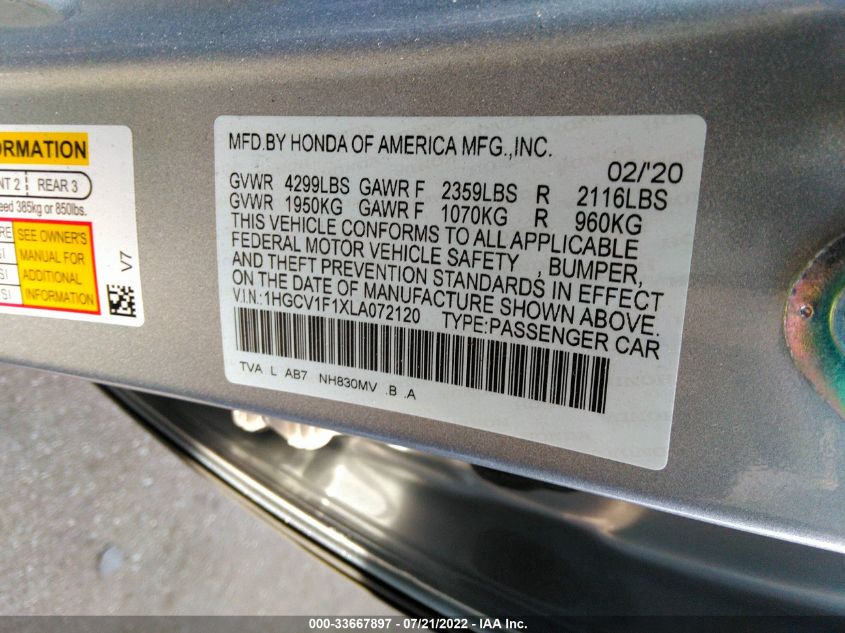 ORMATION
NT 2 REAR 3
eed 385kg or 850lbs.
RE SEE OWNER'S
MANUAL FOR
SI ADDITIONAL
SI INFORMATION
V7
MFD.BY HONDA OF AMERICA MFG.,INC.
02/'20
GVWR 4299LBS GAWR F 2359LBS R 2116LBS
GVWR 1950KG GAWR F 1070KG R 960KG
THIS VEHICLE CONFORMS TO ALL APPLICABLE
FEDERAL MOTOR VEHICLE SAFETY , BUMPER,
AND THEFT PREVENTION STANDARDS IN EFFECT
ON THE DATE OF MANUFACTURE SHOWN ABOVE.
V.I.N.:1HGCV1F1XLA072120 TYPE:PASSENGER CAR
TVA L AB7 NH830MV .B .A
000-33667897 - 07/21/2022 - IAA Inc.